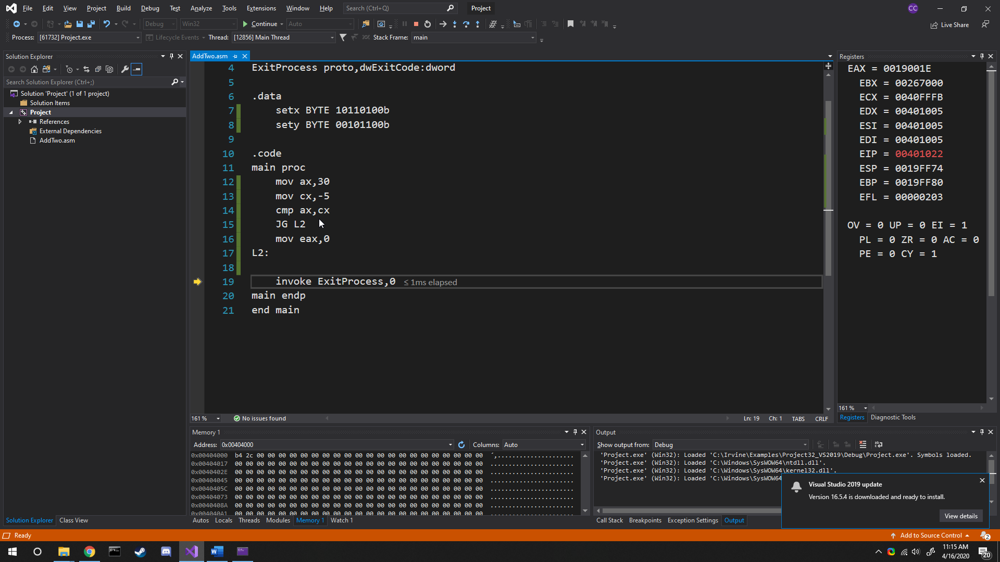 File Edit View Project Build Debug Test Analyze Tools Extensions Window Help Search (Ctrl+Q) Project CC
Debug Win32 Continue Auto Live Share
Process: [61732] Project.exe Lifecycle Events Thread: [12856] Main Thread Stack Frame: main
Solution Explorer
Search Solution Explorer (Ctrl+;)
Solution 'Project' (1 of 1 project)
Solution Items
Project
References
External Dependencies
AddTwo.asm
Solution Explorer Class View
AddTwo.asm
4 ExitProcess proto,dwExitCode:dword
5
6 .data
7 setx BYTE 10110100b
8 sety BYTE 00101100b
9
10 .code
11 main proc
12 mov ax,30
13 mov cx,-5
14 cmp ax,cx
15 JG L2
16 mov eax,0
17 L2:
18
19 invoke ExitProcess,0 ≤ 1ms elapsed
20 main endp
21 end main
161 % No issues found Ln: 19 Ch: 1 TABS CRLF
Registers
EAX = 0019001E
EBX = 00267000
ECX = 0040FFFB
EDX = 00401005
ESI = 00401005
EDI = 00401005
EIP = 00401022
ESP = 0019FF74
EBP = 0019FF80
EFL = 00000203
OV = 0 UP = 0 EI = 1
PL = 0 ZR = 0 AC = 0
PE = 0 CY = 1
161 %
Registers Diagnostic Tools
Memory 1
Address: 0x00404000 Columns: Auto
0x00404000 b4 2c 00 00 00 00 00 00 00 00 00 00 00 00 00 00 00 00 00 00 00 00 00 ´,.....................
0x00404017 00 00 00 00 00 00 00 00 00 00 00 00 00 00 00 00 00 00 00 00 00 00 00 .......................
0x0040402E 00 00 00 00 00 00 00 00 00 00 00 00 00 00 00 00 00 00 00 00 00 00 00 .......................
0x00404045 00 00 00 00 00 00 00 00 00 00 00 00 00 00 00 00 00 00 00 00 00 00 00 .......................
0x0040405C 00 00 00 00 00 00 00 00 00 00 00 00 00 00 00 00 00 00 00 00 00 00 00 .......................
0x00404073 00 00 00 00 00 00 00 00 00 00 00 00 00 00 00 00 00 00 00 00 00 00 00 .......................
0x0040408A 00 00 00 00 00 00 00 00 00 00 00 00 00 00 00 00 00 00 00 00 00 00 00 .......................
0x004040A1 00 00 00 00 00 00 00 00 00 00 00 00 00 00 00 00 00 00 00 00 00 00 00 .......................
Autos Locals Threads Modules Memory 1 Watch 1
Output
Show output from: Debug
'Project.exe' (Win32): Loaded 'C:\Irvine\Examples\Project32_VS2019\Debug\Project.exe'. Symbols loaded.
'Project.exe' (Win32): Loaded 'C:\Windows\SysWOW64\ntdll.dll'.
'Project.exe' (Win32): Loaded 'C:\Windows\SysWOW64\kernel32.dll'.
'Project.exe' (Win32): Loaded 'C:\Windows\SysWOW64
Call Stack Breakpoints Exception Settings Output
Visual Studio 2019 update
Version 16.5.4 is downloaded and ready to install.
View details
Ready Add to Source Control 2
11:15 AM
4/16/2020
20